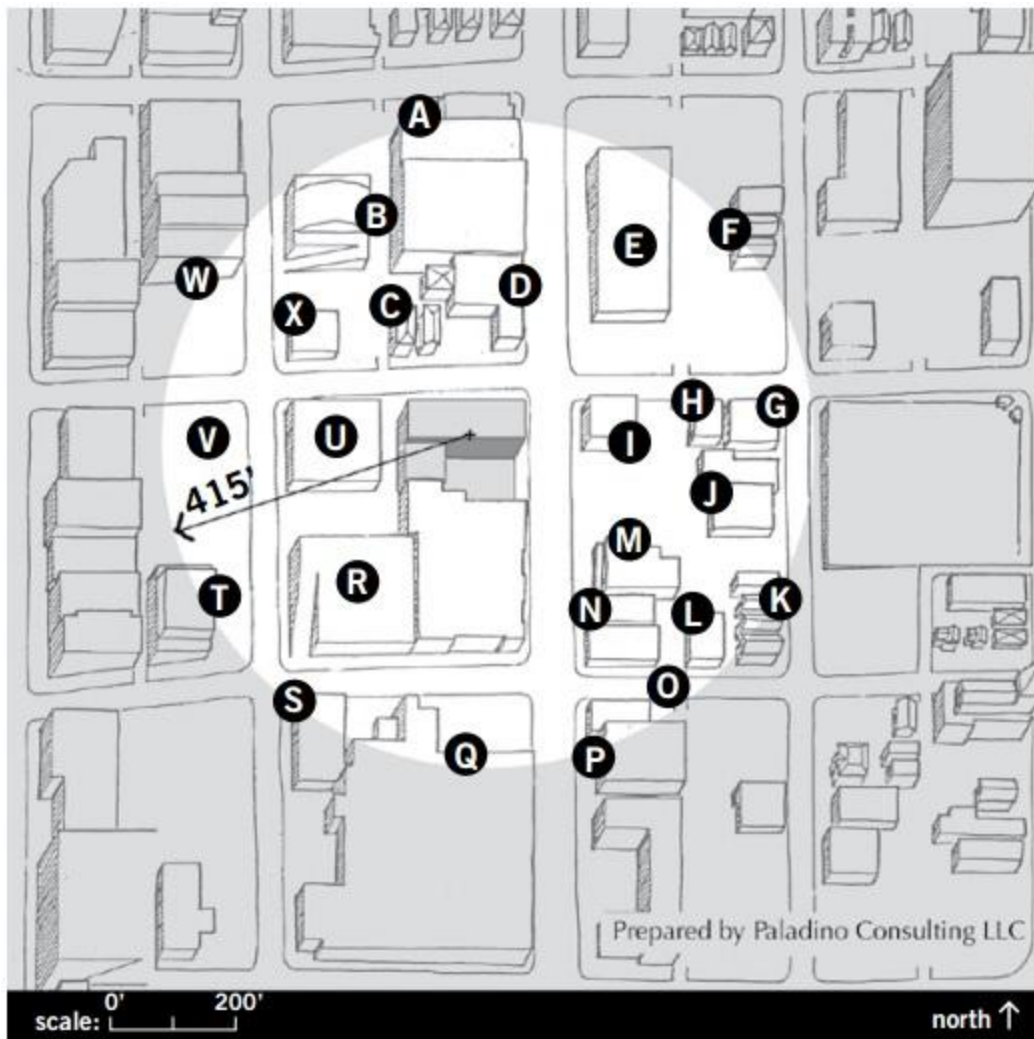 A
B
F
E
W
D
C
X
H
G
I
V
U
J
415'
M
R
T
N
L
K
O
S
Q
P
Prepared by Paladino Consulting LLC
scale: 0' 200'
north